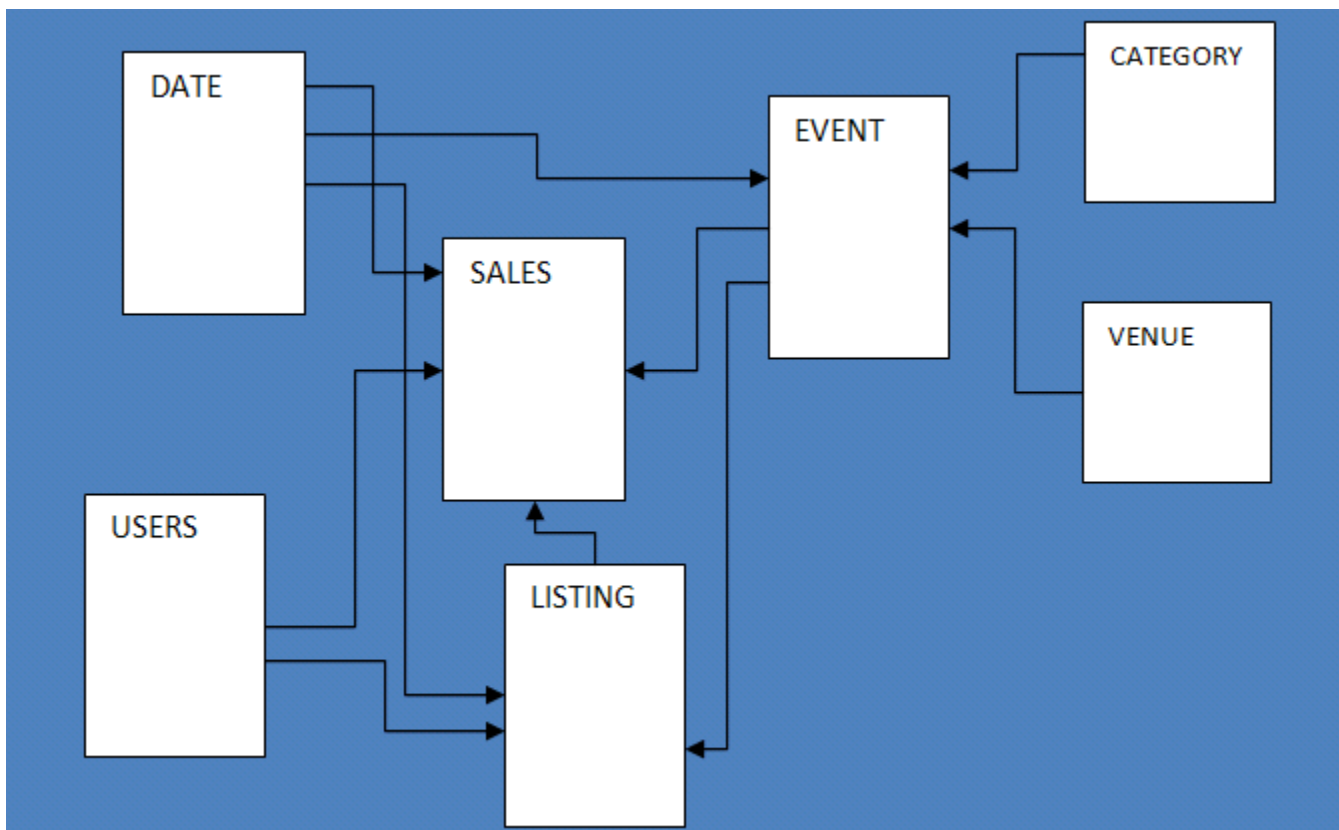 DATE
CATEGORY
EVENT
SALES
VENUE
USERS
LISTING